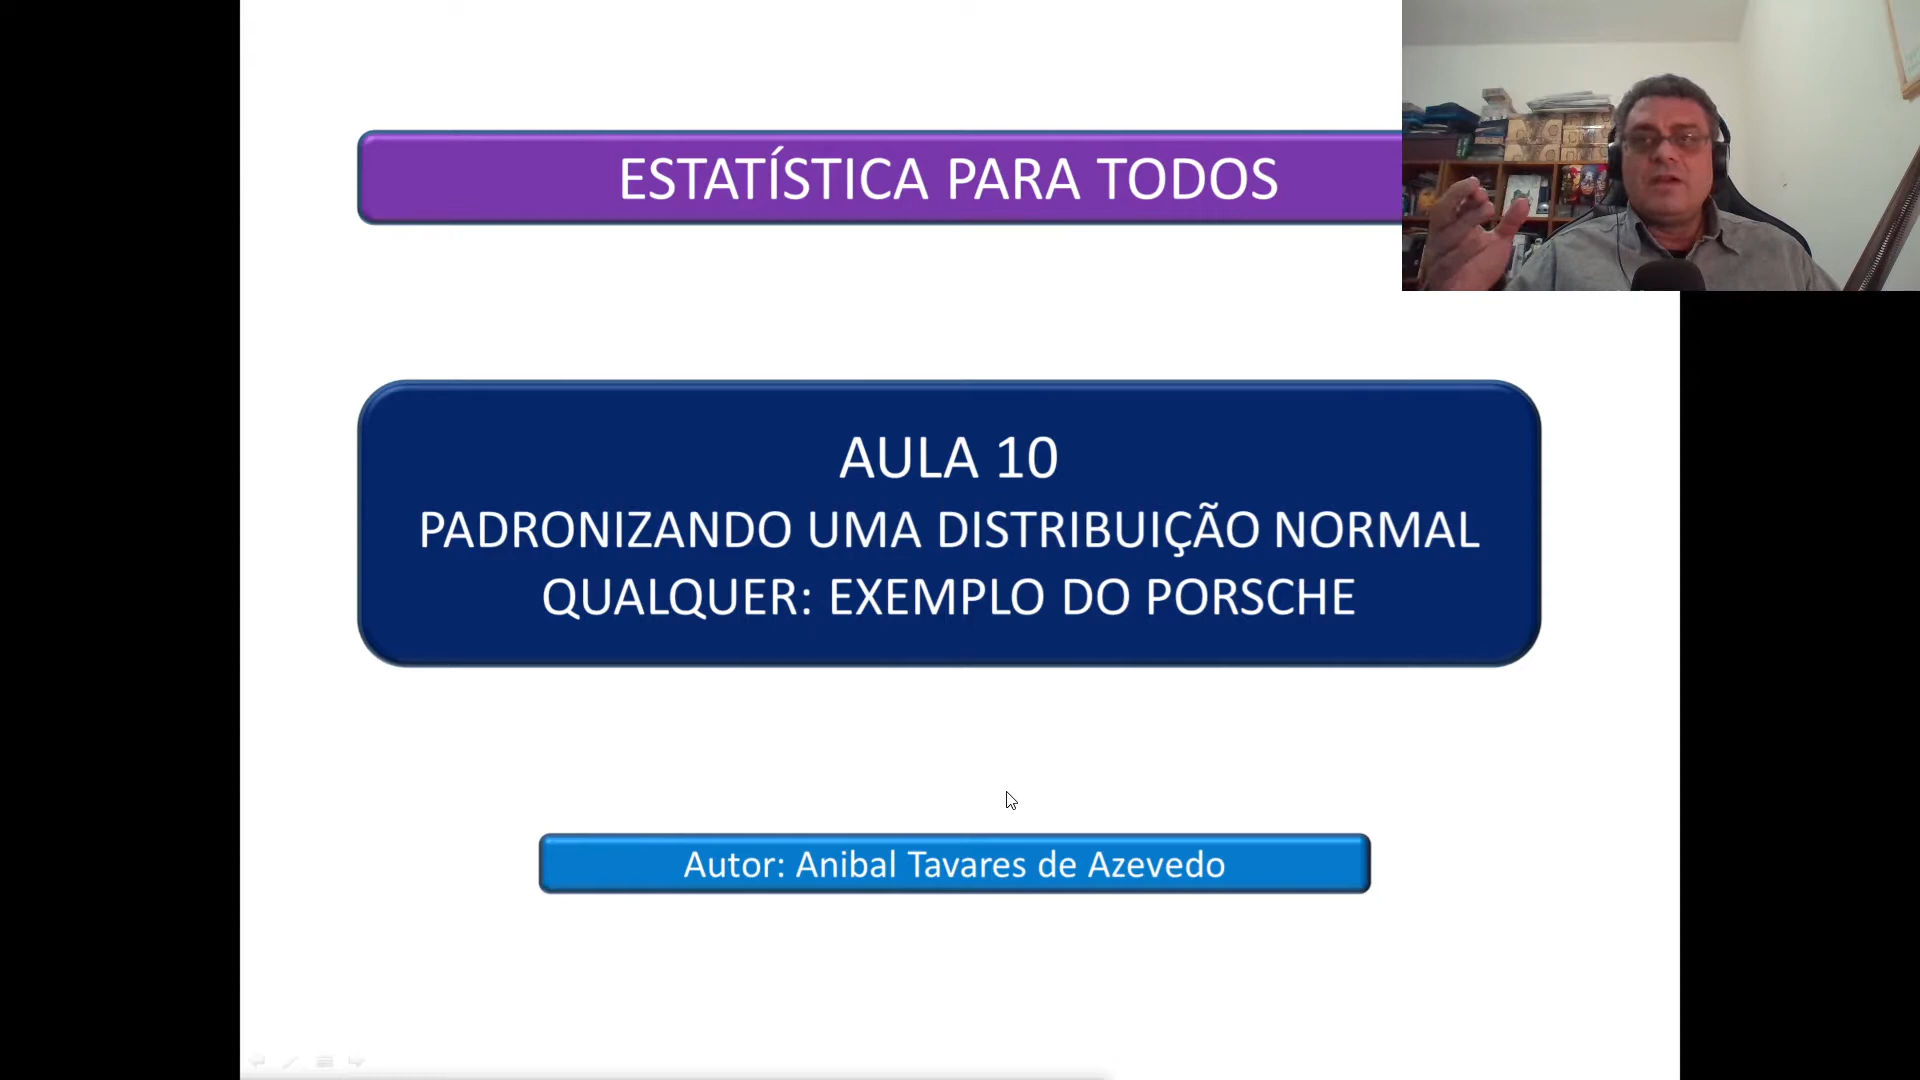 ESTATÍSTICA PARA TODOS
AULA 10
PADRONIZANDO UMA DISTRIBUIÇÃO NORMAL
QUALQUER: EXEMPLO DO PORSCHE
Autor: Anibal Tavares de Azevedo